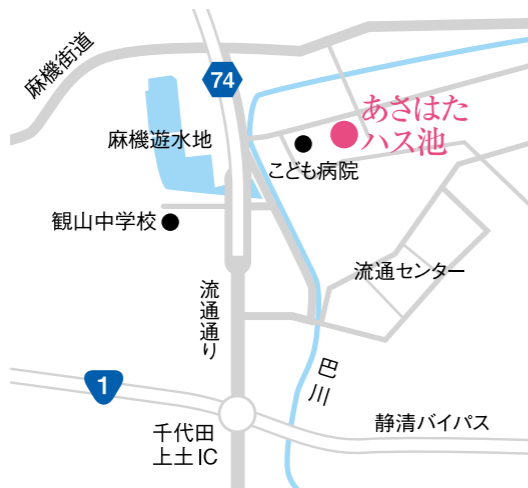 麻機街道
74
あさはた
ハス池
麻機遊水地
こども病院
観山中学校
流通センター
流通通り
巴川
1
静清バイパス
千代田
上土IC